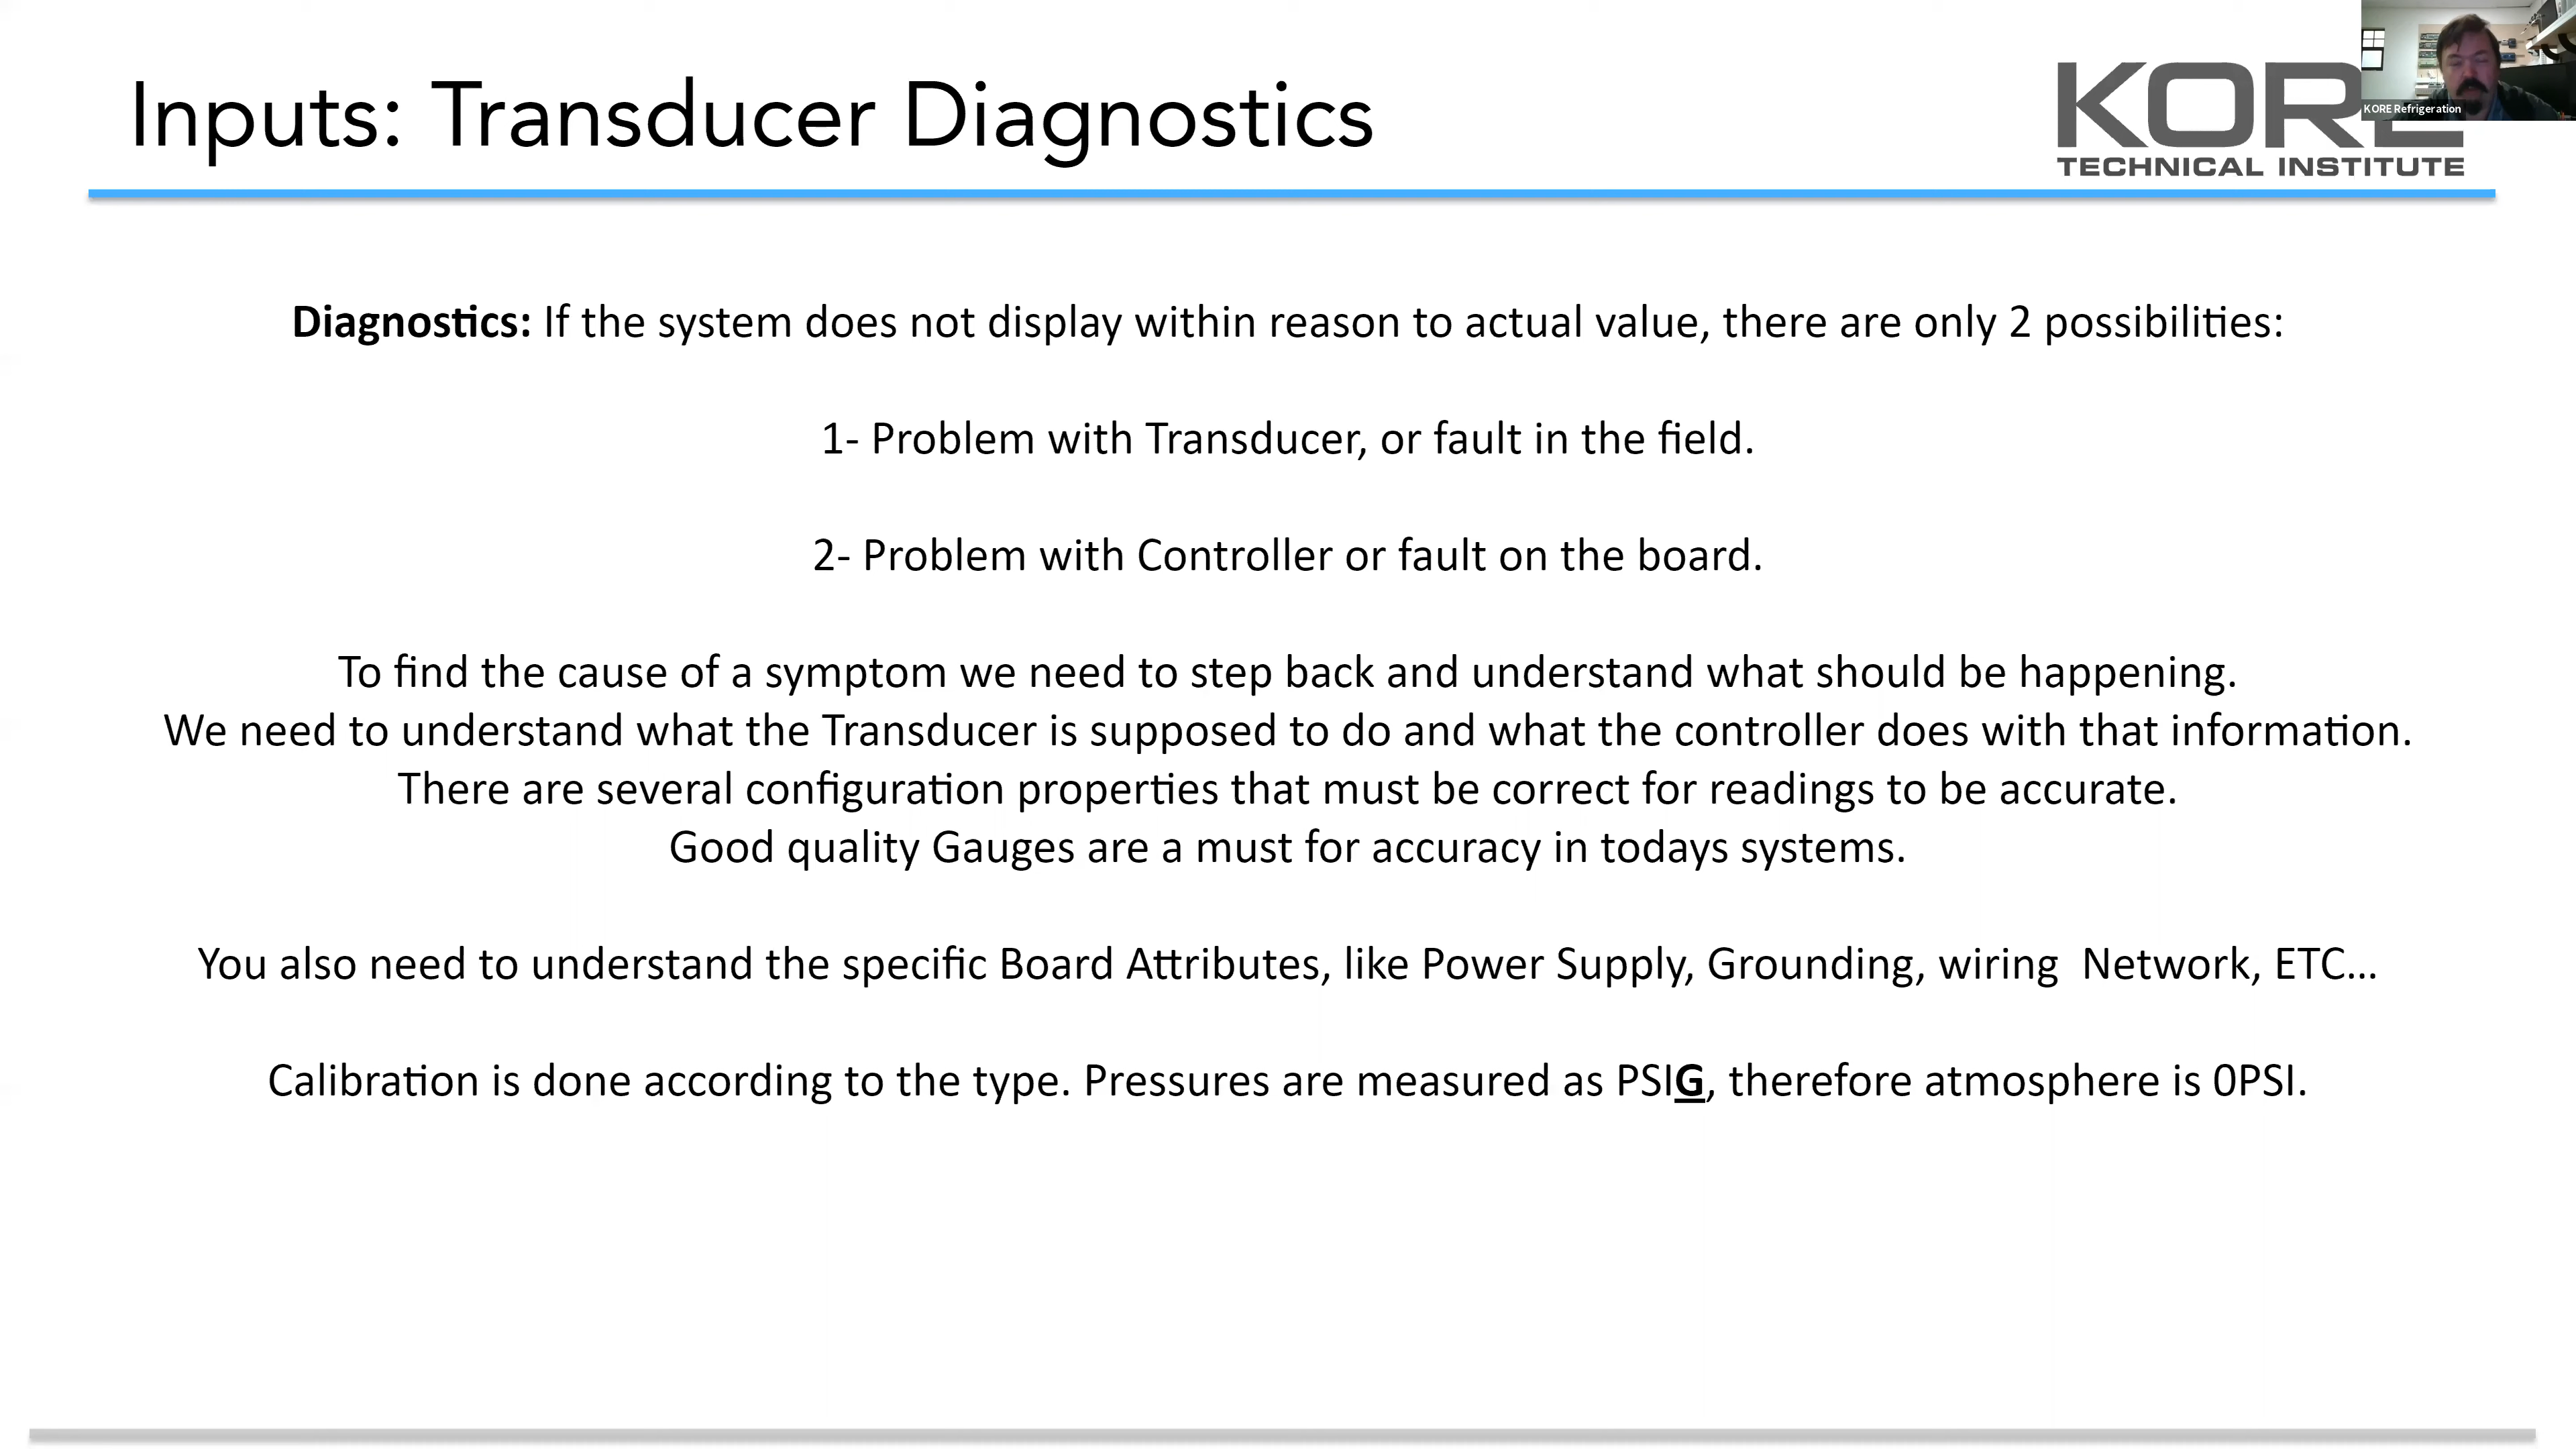 Inputs: Transducer Diagnostics
KORE
TECHNICAL INSTITUTE
KORE Refrigeration
Diagnostics: If the system does not display within reason to actual value, there are only 2 possibilities:
1- Problem with Transducer, or fault in the field.
2- Problem with Controller or fault on the board.
To find the cause of a symptom we need to step back and understand what should be happening.
We need to understand what the Transducer is supposed to do and what the controller does with that information.
There are several configuration properties that must be correct for readings to be accurate.
Good quality Gauges are a must for accuracy in todays systems.
You also need to understand the specific Board Attributes, like Power Supply, Grounding, wiring  Network, ETC…
Calibration is done according to the type. Pressures are measured as PSIG, therefore atmosphere is 0PSI.